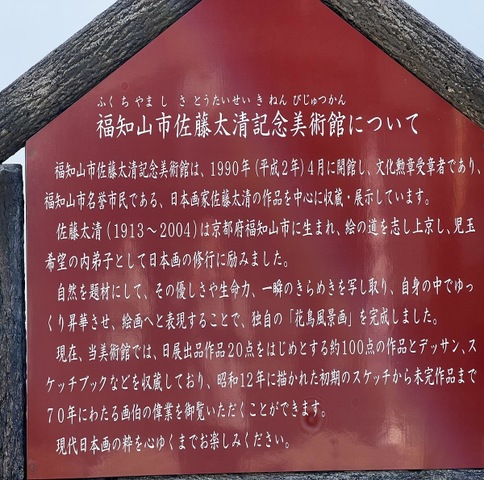 ふくちやましさとうたいせいきねんびじゅつかん
福知山市佐藤太清記念美術館について
福知山市佐藤太清記念美術館は、1990年(平成2年)4月に開館し、文化勲章受章者であり、
福知山市名誉市民である、日本画家佐藤太清の作品を中心に収蔵・展示しています。
佐藤太清(1913〜2004)は京都府福知山市に生まれ、絵の道を志し上京し、児玉
希望の内弟子として日本画の修行に励みました。
自然を題材にして、その優しさや生命力、一瞬のきらめきを写し取り、自身の中でゆっ
くり昇華させ、絵画へと表現することで、独自の「花鳥風景画」を完成しました。
現在、当美術館では、日展出品作品20点をはじめとする約100点の作品とデッサン、ス
ケッチブックなどを収蔵しており、昭和12年に描かれた初期のスケッチから未完作品まで
70年にわたる画伯の偉業を御覧いただくことができます。
現代日本画の粋を心ゆくまでお楽しみください。